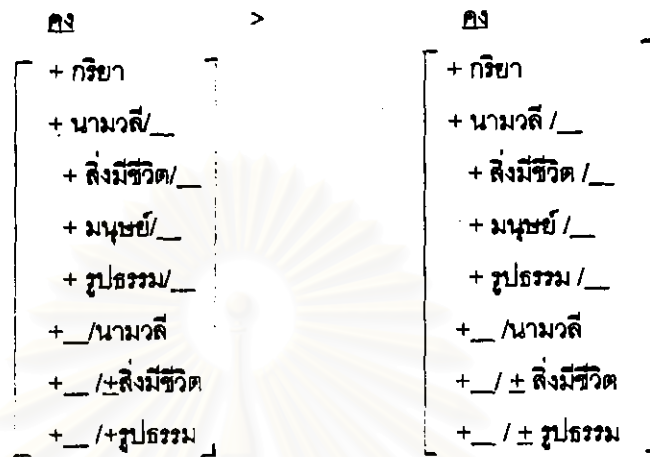 คง > คง
+ กริยา + กริยา
+ นามวลี/__ + นามวลี /__
+ สิ่งมีชีวิต/__ + สิ่งมีชีวิต /__
+ มนุษย์/__ + มนุษย์ /__
+ รูปธรรม/__ + รูปธรรม /__
+__/นามวลี +__ /นามวลี
+__ /±สิ่งมีชีวิต +__/ ± สิ่งมีชีวิต
+__ /+รูปธรรม +__ / ± รูปธรรม